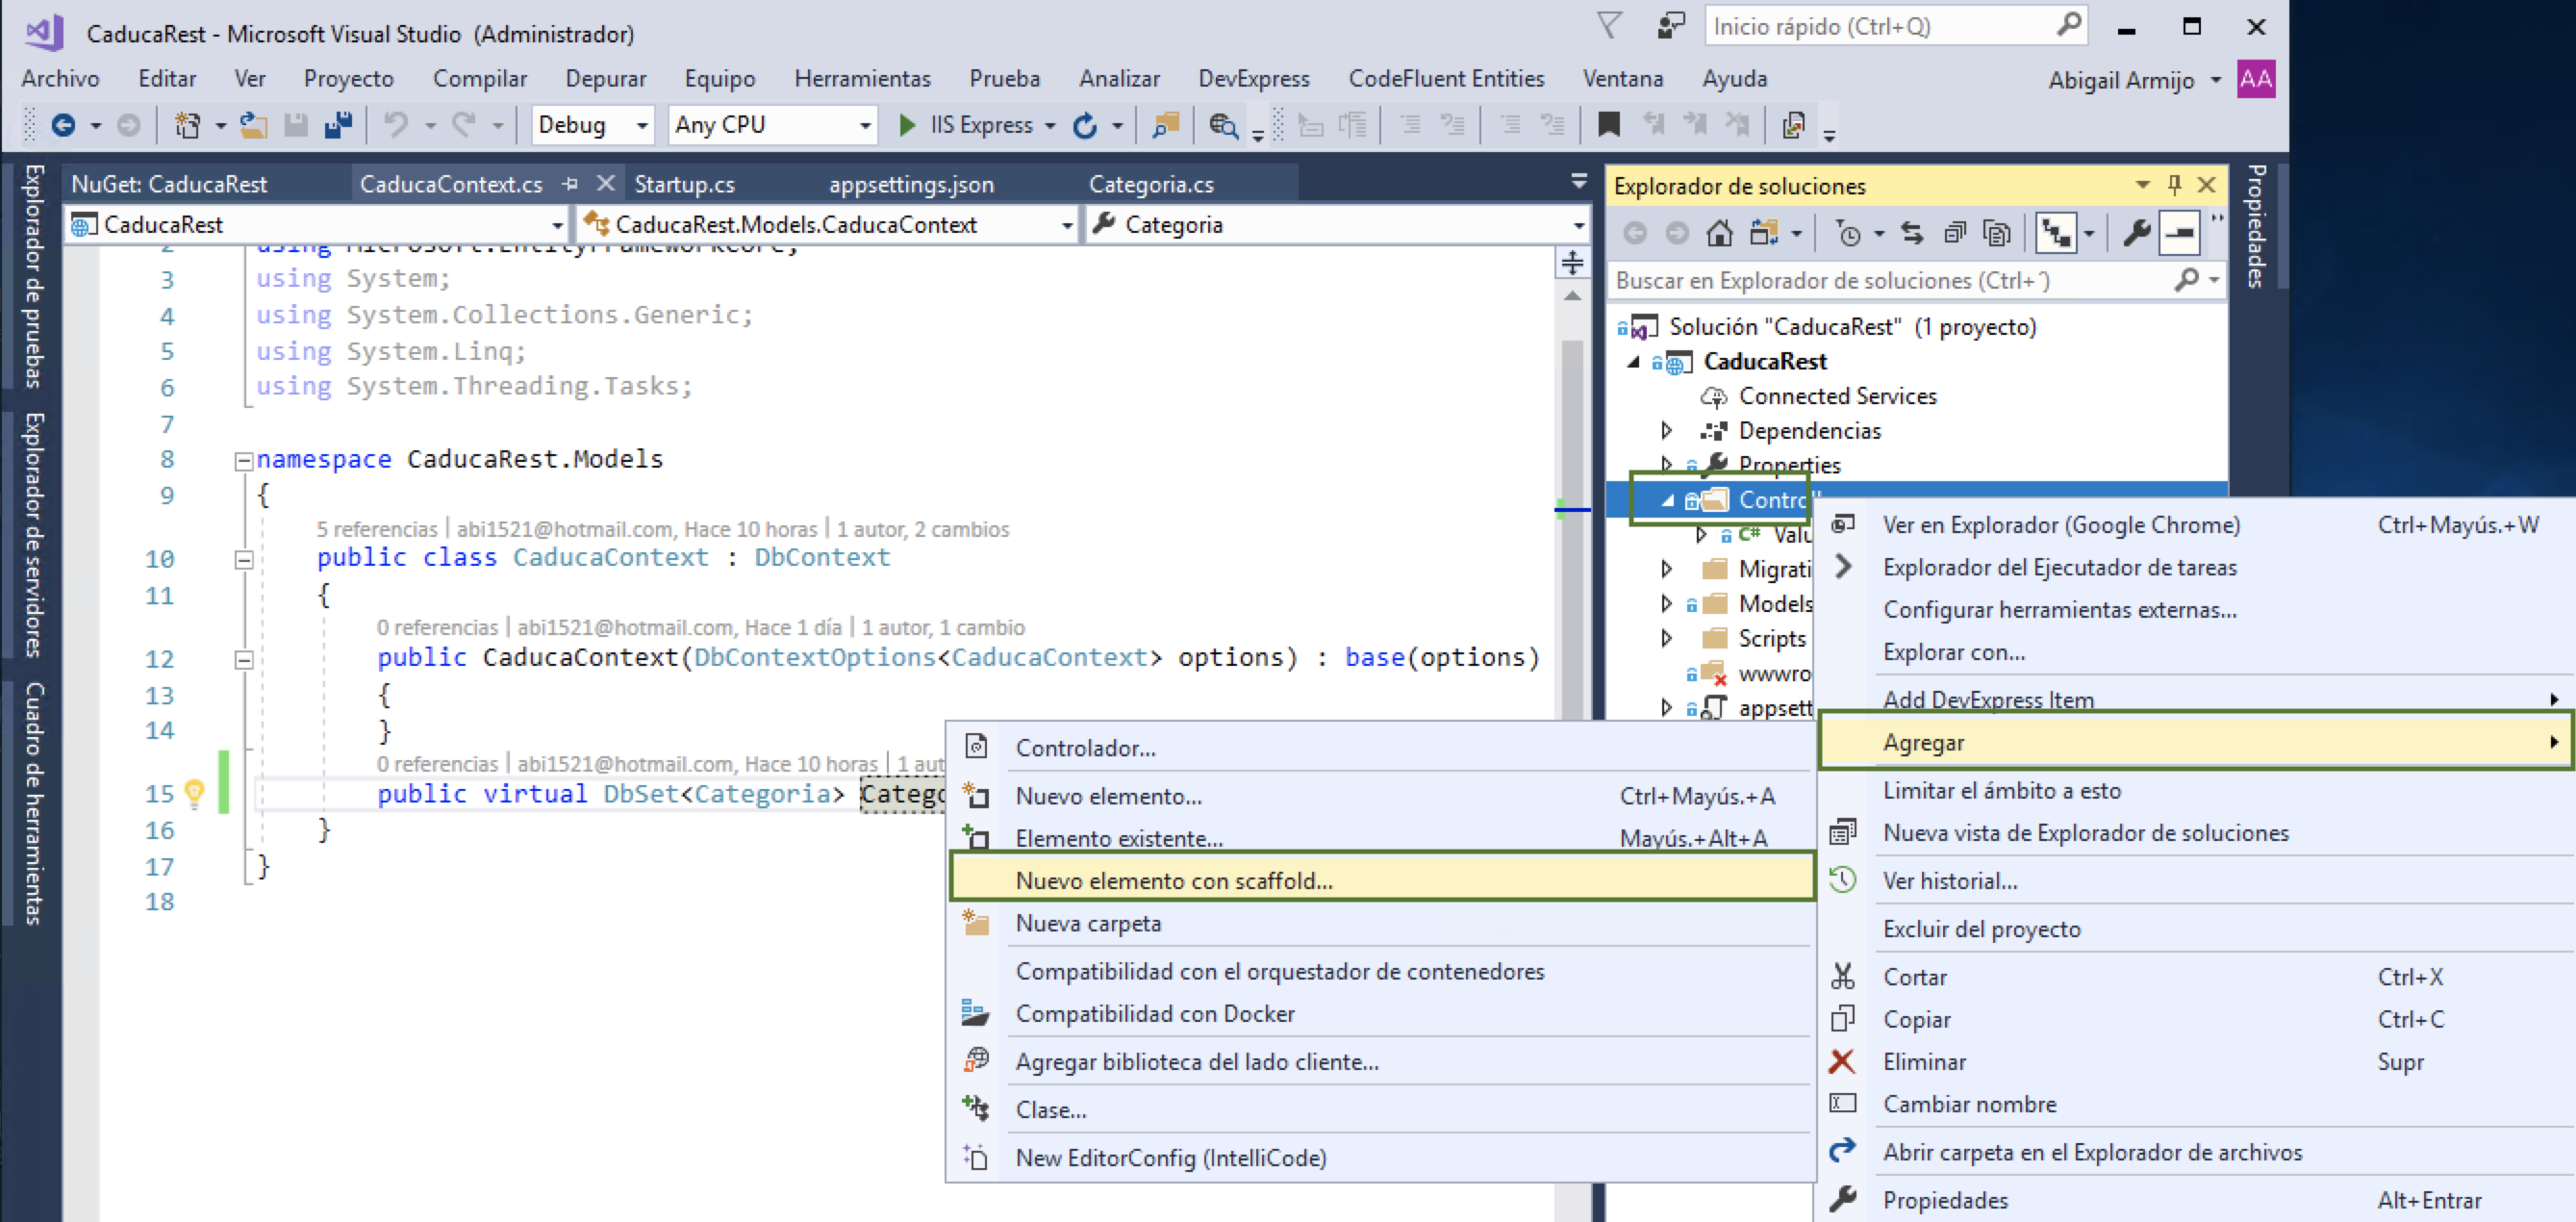 CaducaRest - Microsoft Visual Studio (Administrador)
Inicio rápido (Ctrl+Q)
Archivo Editar Ver Proyecto Compilar Depurar Equipo Herramientas Prueba Analizar DevExpress CodeFluent Entities Ventana Ayuda
Abigail Armijo AA
Debug Any CPU IIS Express
Explorador de pruebas
Explorador de servidores
Cuadro de herramientas
NuGet: CaducaRest CaducaContext.cs Startup.cs appsettings.json Categoria.cs
CaducaRest CaducaRest.Models.CaducaContext Categoria
2 using Microsoft.EntityFrameworkCore;
3 using System;
4 using System.Collections.Generic;
5 using System.Linq;
6 using System.Threading.Tasks;
7
8 namespace CaducaRest.Models
9 {
5 referencias | abi1521@hotmail.com, Hace 10 horas | 1 autor, 2 cambios
10 public class CaducaContext : DbContext
11 {
0 referencias | abi1521@hotmail.com, Hace 1 día | 1 autor, 1 cambio
12 public CaducaContext(DbContextOptions<CaducaContext> options) : base(options)
13 {
14 }
0 referencias | abi1521@hotmail.com, Hace 10 horas | 1 aut
15 public virtual DbSet<Categoria> Catego
16 }
17 }
18
Explorador de soluciones
Buscar en Explorador de soluciones (Ctrl+´)
Solución "CaducaRest" (1 proyecto)
CaducaRest
Connected Services
Dependencias
Properties
Contro
Valu
Migrati
Models
Scripts
wwwro
appsett
Propiedades
Controlador...
Nuevo elemento... Ctrl+Mayús.+A
Elemento existente... Mayús.+Alt+A
Nuevo elemento con scaffold...
Nueva carpeta
Compatibilidad con el orquestador de contenedores
Compatibilidad con Docker
Agregar biblioteca del lado cliente...
Clase...
New EditorConfig (IntelliCode)
Ver en Explorador (Google Chrome) Ctrl+Mayús.+W
Explorador del Ejecutador de tareas
Configurar herramientas externas...
Explorar con...
Add DevExpress Item
Agregar
Limitar el ámbito a esto
Nueva vista de Explorador de soluciones
Ver historial...
Excluir del proyecto
Cortar Ctrl+X
Copiar Ctrl+C
Eliminar Supr
Cambiar nombre
Abrir carpeta en el Explorador de archivos
Propiedades Alt+Entrar